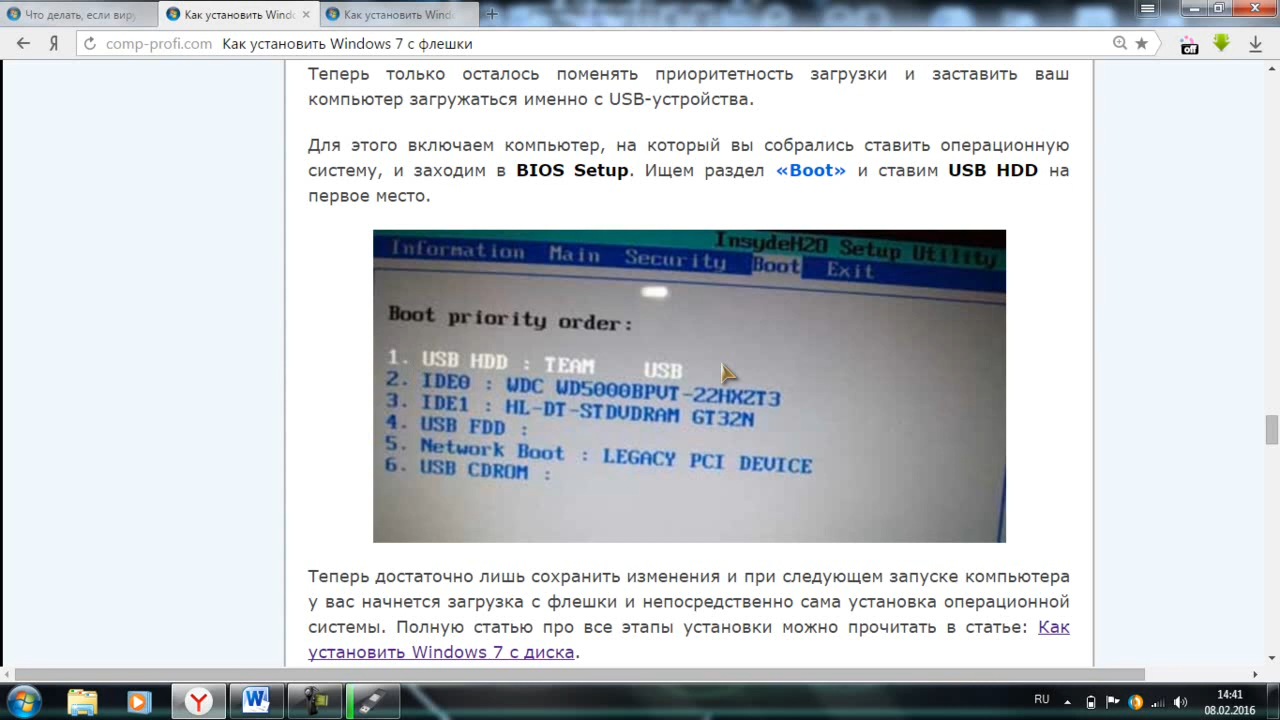 Что делать, если виру
Как установить Windo
Как установить Wind
comp-profi.com Как установить Windows 7 с флешки
off
Теперь только осталось поменять приоритетность загрузки и заставить ваш
компьютер загружаться именно с USB-устройства.
Для этого включаем компьютер, на который вы собрались ставить операционную
систему, и заходим в BIOS Setup. Ищем раздел «Boot» и ставим USB HDD на
первое место.
InsydeH20 Setup Utility
Information Main Security Boot Exit
Boot priority order:
1. USB HDD : TEAM USB
2. IDE0 : WDC WD5000BPVT-22HXZT3
3. IDE1 : HL-DT-STDVDRAM GT32N
4. USB FDD :
5. Network Boot : LEGACY PCI DEVICE
6. USB CDROM :
Теперь достаточно лишь сохранить изменения и при следующем запуске компьютера
у вас начнется загрузка с флешки и непосредственно сама установка операционной
системы. Полную статью про все этапы установки можно прочитать в статье: Как
установить Windows 7 с диска.
RU
14:41
08.02.2016